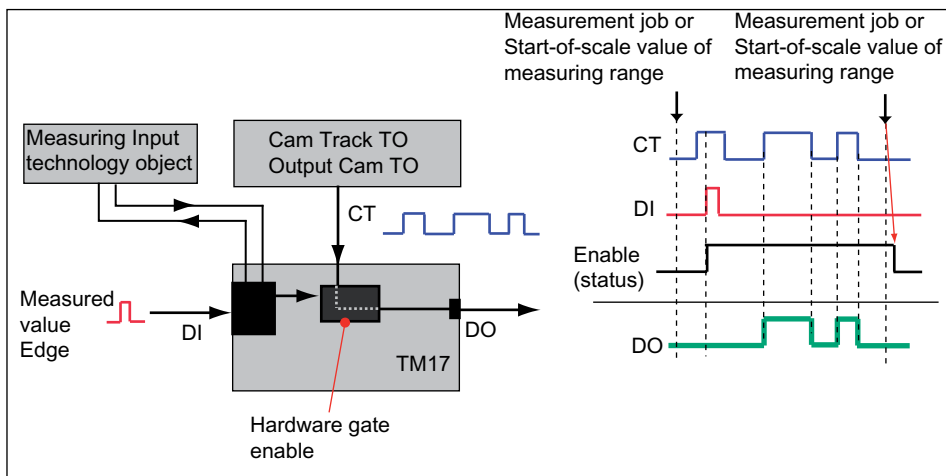 Measurement job or
Start-of-scale value of
measuring range
Measurement job or
Start-of-scale value of
measuring range
Measuring Input
technology object
Cam Track TO
Output Cam TO
CT
Measured
value
Edge
DI
DO
TM17
Hardware gate
enable
CT
DI
Enable
(status)
DO